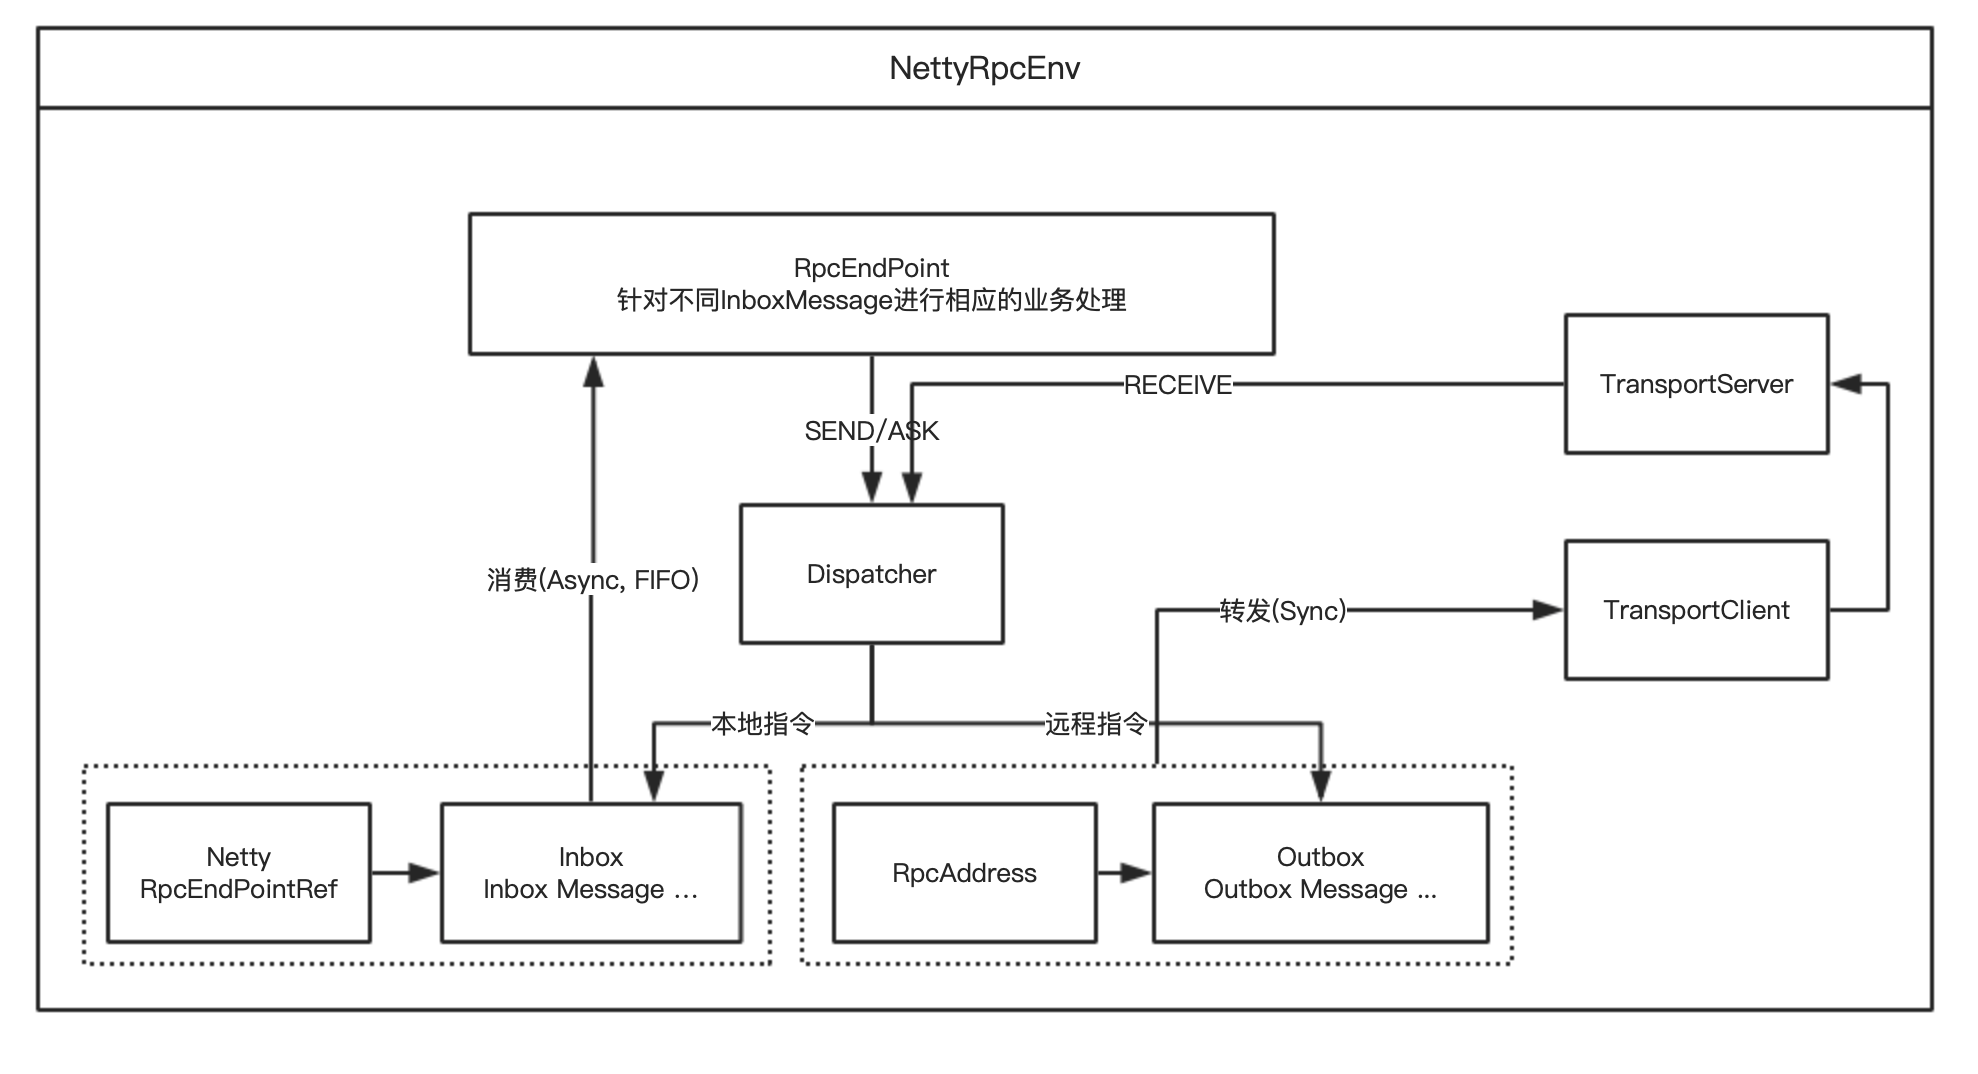 NettyRpcEnv
RpcEndPoint
针对不同InboxMessage进行相应的业务处理
RECEIVE
TransportServer
SEND/ASK
Dispatcher
消费(Async, FIFO)
转发(Sync)
TransportClient
本地指令
远程指令
Netty
RpcEndPointRef
Inbox
Inbox Message ...
RpcAddress
Outbox
Outbox Message ...